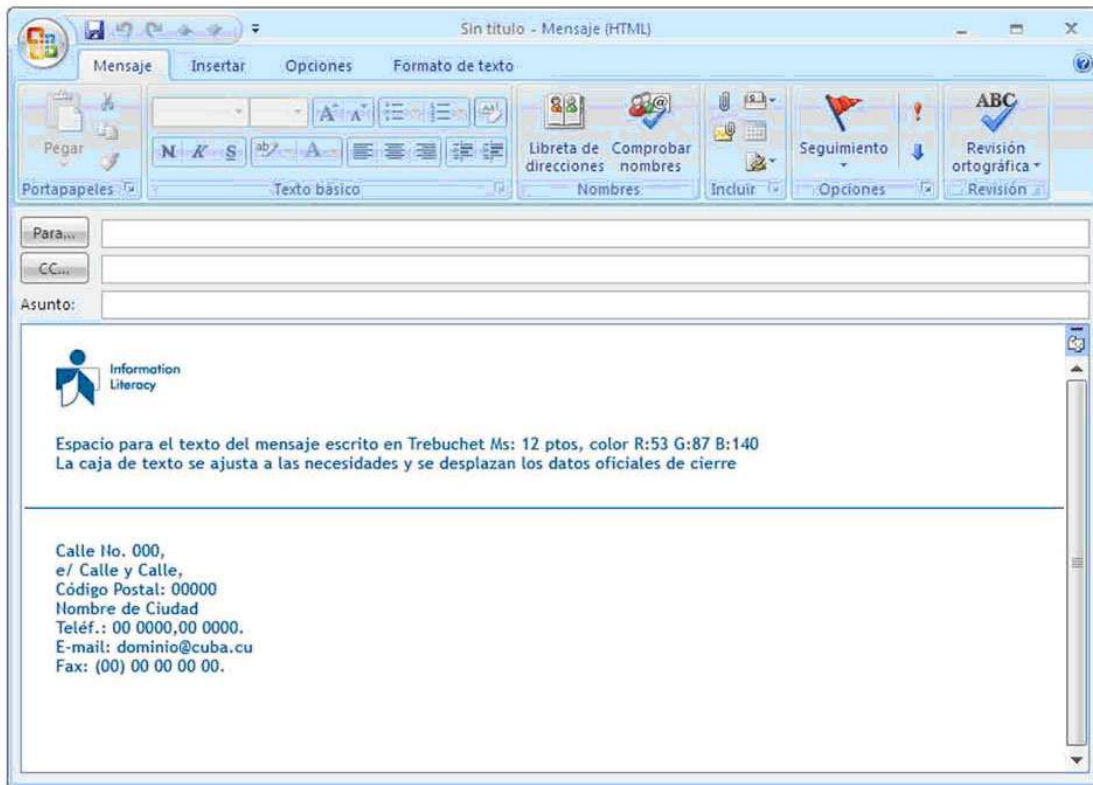 Sin título - Mensaje (HTML)
Mensaje Insertar Opciones Formato de texto
Pegar
N K S
Libreta de direcciones
Comprobar nombres
Seguimiento
ABC
Revisión ortográfica
Portapapeles Texto básico Nombres Incluir Opciones Revisión
Para...
CC...
Asunto:
Information
Literacy
Espacio para el texto del mensaje escrito en Trebuchet Ms: 12 ptos, color R:53 G:87 B:140
La caja de texto se ajusta a las necesidades y se desplazan los datos oficiales de cierre
Calle No. 000,
e/ Calle y Calle,
Código Postal: 00000
Nombre de Ciudad
Teléf.: 00 0000,00 0000.
E-mail: dominio@cuba.cu
Fax: (00) 00 00 00 00.